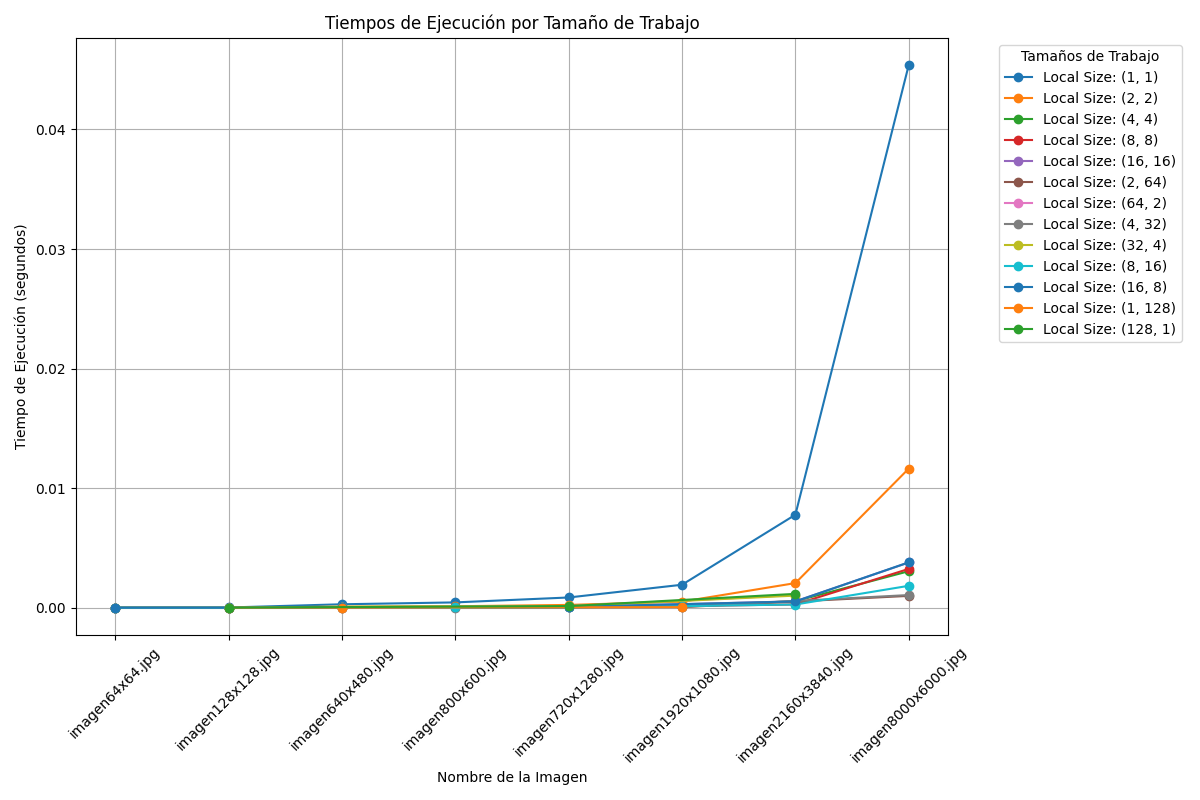 Tiempos de Ejecución por Tamaño de Trabajo
Tiempo de Ejecución (segundos)
0.04
0.03
0.02
0.01
0.00
imagen64x64.jpg
imagen128x128.jpg
imagen640x480.jpg
imagen800x600.jpg
imagen720x1280.jpg
imagen1920x1080.jpg
imagen2160x3840.jpg
imagen8000x6000.jpg
Nombre de la Imagen
Tamaños de Trabajo
Local Size: (1, 1)
Local Size: (2, 2)
Local Size: (4, 4)
Local Size: (8, 8)
Local Size: (16, 16)
Local Size: (2, 64)
Local Size: (64, 2)
Local Size: (4, 32)
Local Size: (32, 4)
Local Size: (8, 16)
Local Size: (16, 8)
Local Size: (1, 128)
Local Size: (128, 1)